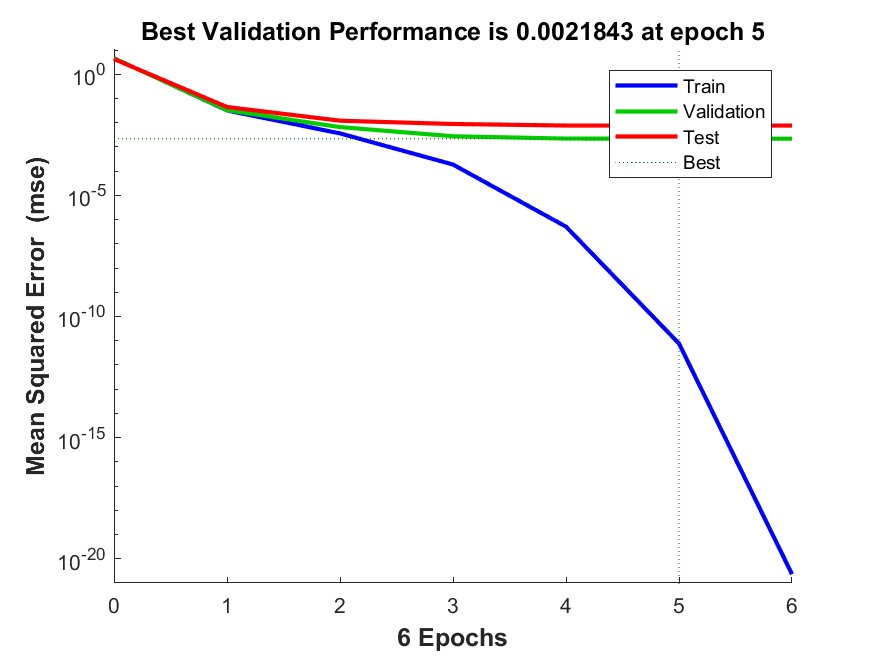 Best Validation Performance is 0.0021843 at epoch 5
Mean Squared Error  (mse)
10^0
10^-5
10^-10
10^-15
10^-20
Train
Validation
Test
Best
0 1 2 3 4 5 6
6 Epochs